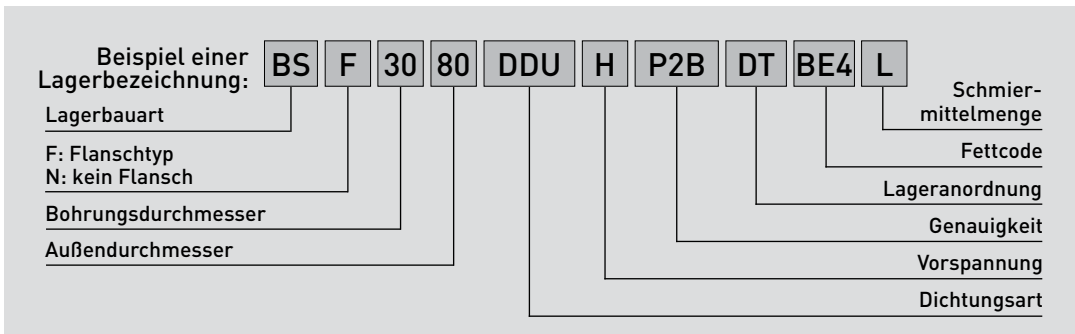 Beispiel einer
Lagerbezeichnung:
BS F 30 80 DDU H P2B DT BE4 L
Lagerbauart
F: Flanschtyp
N: kein Flansch
Bohrungsdurchmesser
Außendurchmesser
Schmier-
mittelmenge
Fettcode
Lageranordnung
Genauigkeit
Vorspannung
Dichtungsart